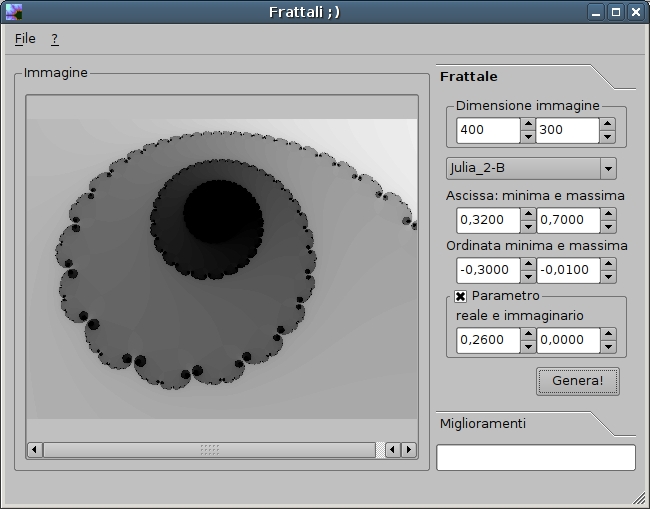 Frattali ;)
File ?
Immagine
Frattale
Dimensione immagine
400 300
Julia_2-B
Ascissa: minima e massima
0,3200 0,7000
Ordinata minima e massima
-0,3000 -0,0100
Parametro
reale e immaginario
0,2600 0,0000
Genera!
Miglioramenti